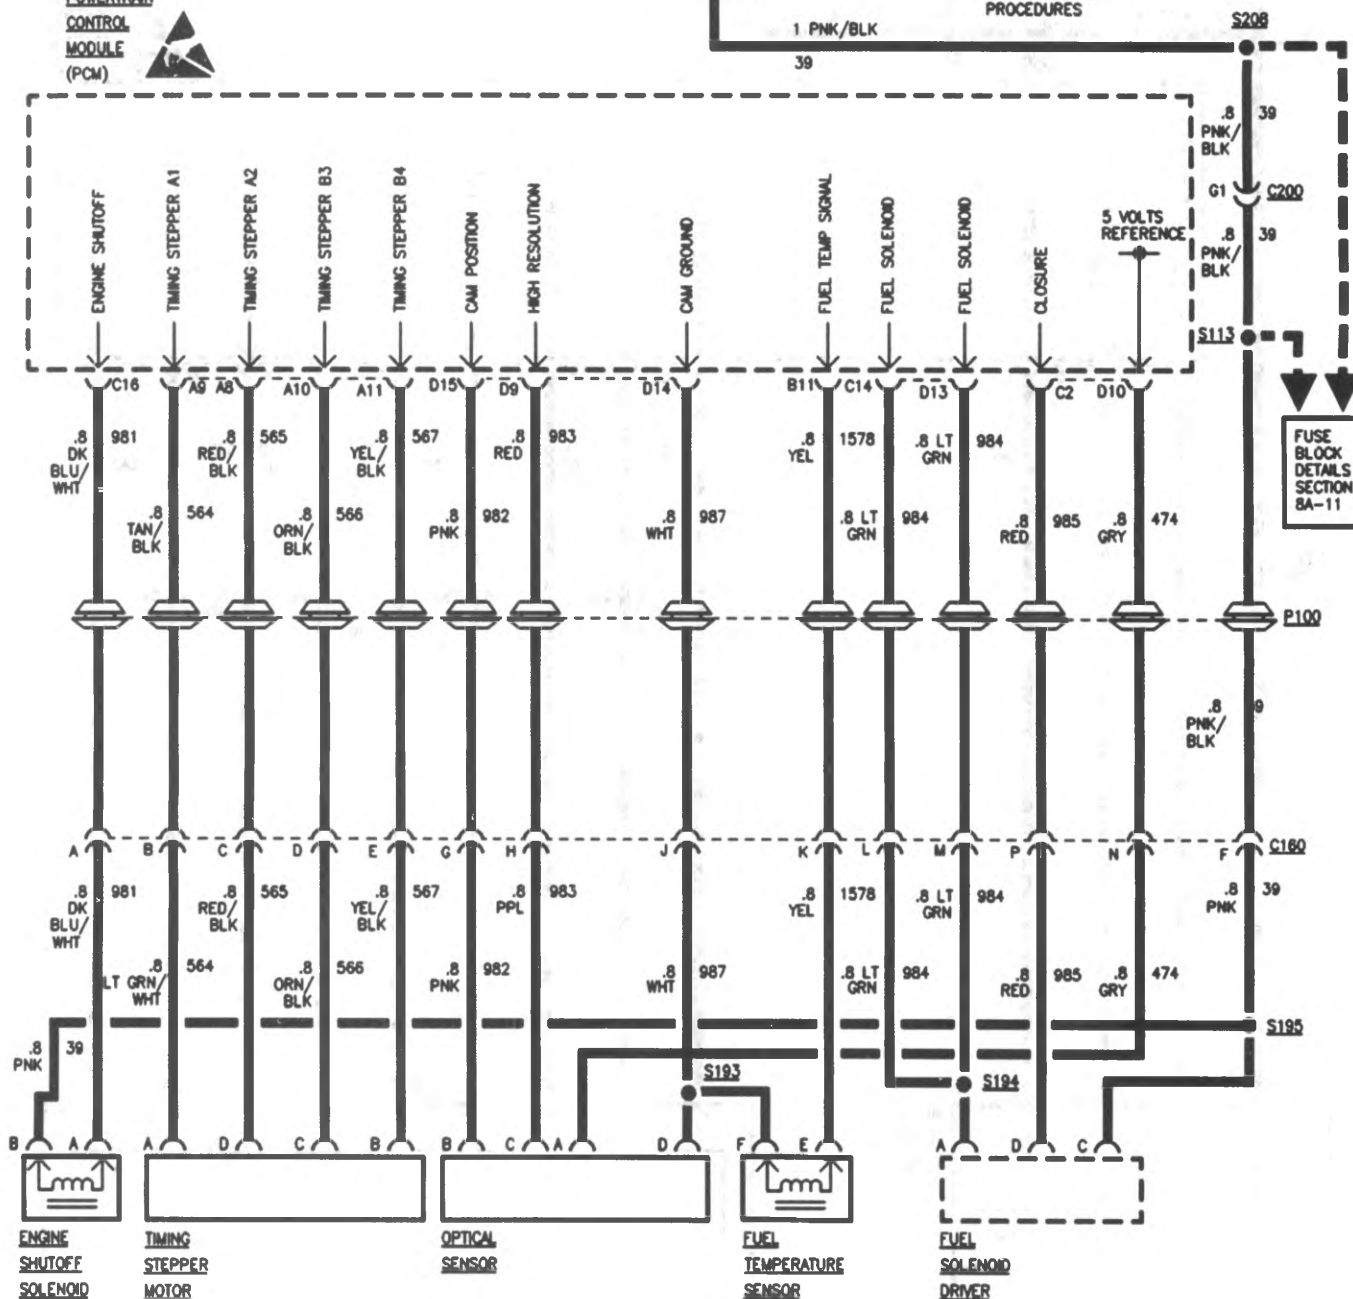 POWERTRAIN
CONTROL
MODULE
(PCM)
PROCEDURES
1 PNK/BLK
39
S208
.8
PNK/
BLK
39
G1
C200
.8
PNK/
BLK
39
S113
FUSE
BLOCK
DETAILS
SECTION
8A-11
ENGINE SHUTOFF
TIMING STEPPER A1
TIMING STEPPER A2
TIMING STEPPER B3
TIMING STEPPER B4
CAM POSITION
HIGH RESOLUTION
CAM GROUND
FUEL TEMP SIGNAL
FUEL SOLENOID
FUEL SOLENOID
CLOSURE
5 VOLTS
REFERENCE
C16
A9
A8
A10
A11
D15
D9
D14
B11
C14
D13
C2
D10
.8
DK
BLU/
WHT
981
.8
RED/
BLK
565
.8
YEL/
BLK
567
.8
RED
983
.8
YEL
1578
.8 LT
GRN
984
.8
TAN/
BLK
564
.8
ORN/
BLK
566
.8
PNK
982
.8
WHT
987
.8 LT
GRN
984
.8
RED
985
.8
GRY
474
P100
.8
PNK/
BLK
9
A
B
C
D
E
G
H
J
K
L
M
P
N
F
C160
.8
DK
BLU/
WHT
981
.8
RED/
BLK
565
.8
YEL/
BLK
567
.8
PPL
983
.8
YEL
1578
.8 LT
GRN
984
.8
PNK
39
.8
LT GRN/
WHT
564
.8
ORN/
BLK
566
.8
PNK
982
.8
WHT
987
.8 LT
GRN
984
.8
RED
985
.8
GRY
474
S195
.8
PNK
39
S193
S194
B
A
A
D
C
B
B
C
A
D
F
E
A
D
C
ENGINE
SHUTOFF
SOLENOID
TIMING
STEPPER
MOTOR
OPTICAL
SENSOR
FUEL
TEMPERATURE
SENSOR
FUEL
SOLENOID
DRIVER